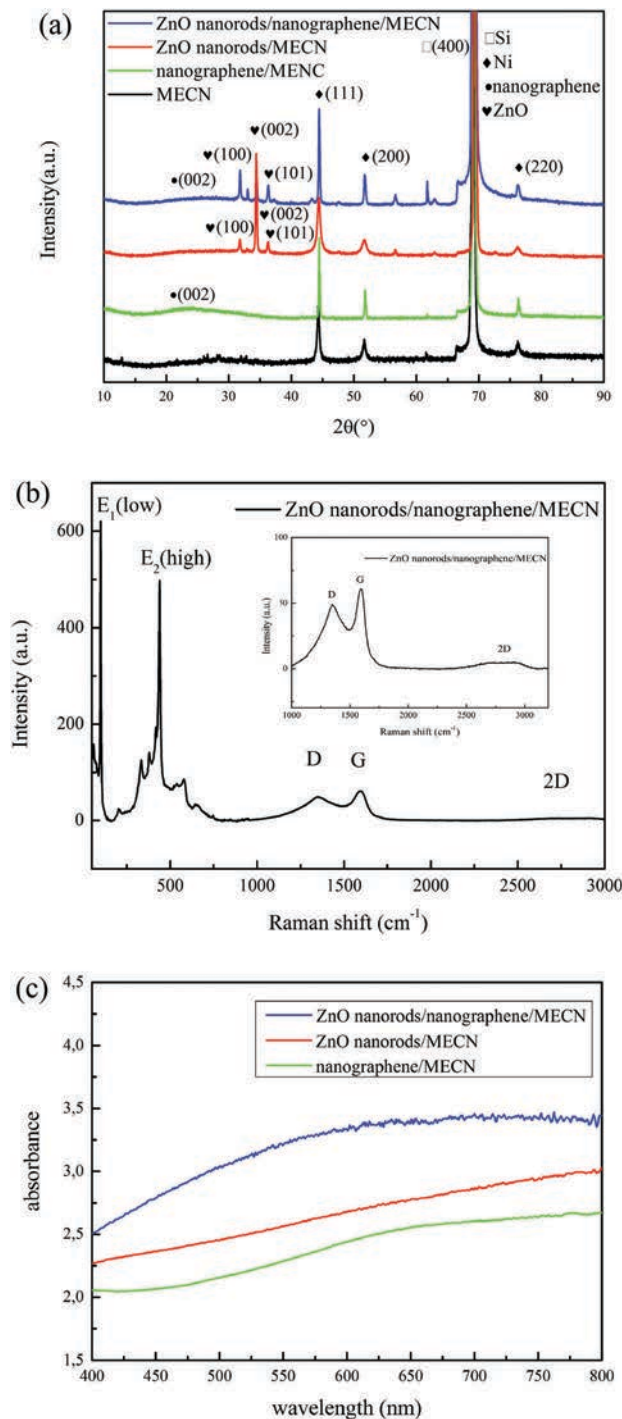 (a)
ZnO nanorods/nanographene/MECN
ZnO nanorods/MECN
nanographene/MENC
MECN
□(400)
□Si
♦Ni
●nanographene
♥ZnO
♦(111)
♥(002)
♥(100)
♥(101)
●(002)
♦(200)
♦(220)
♥(002)
♥(100)
♥(101)
●(002)
Intensity(a.u.)
10 20 30 40 50 60 70 80 90
2θ(°)
(b)
E₁(low)
ZnO nanorods/nanographene/MECN
E₂(high)
600
400
200
0
Intensity (a.u.)
100
50
0
Intensity (a.u.)
ZnO nanorods/nanographene/MECN
D
G
2D
1000 1500 2000 2500 3000
Raman shift (cm⁻¹)
D
G
2D
500 1000 1500 2000 2500 3000
Raman shift (cm⁻¹)
(c)
4,5
4,0
3,5
3,0
2,5
2,0
1,5
absorbance
ZnO nanorods/nanographene/MECN
ZnO nanorods/MECN
nanographene/MECN
400 450 500 550 600 650 700 750 800
wavelength (nm)